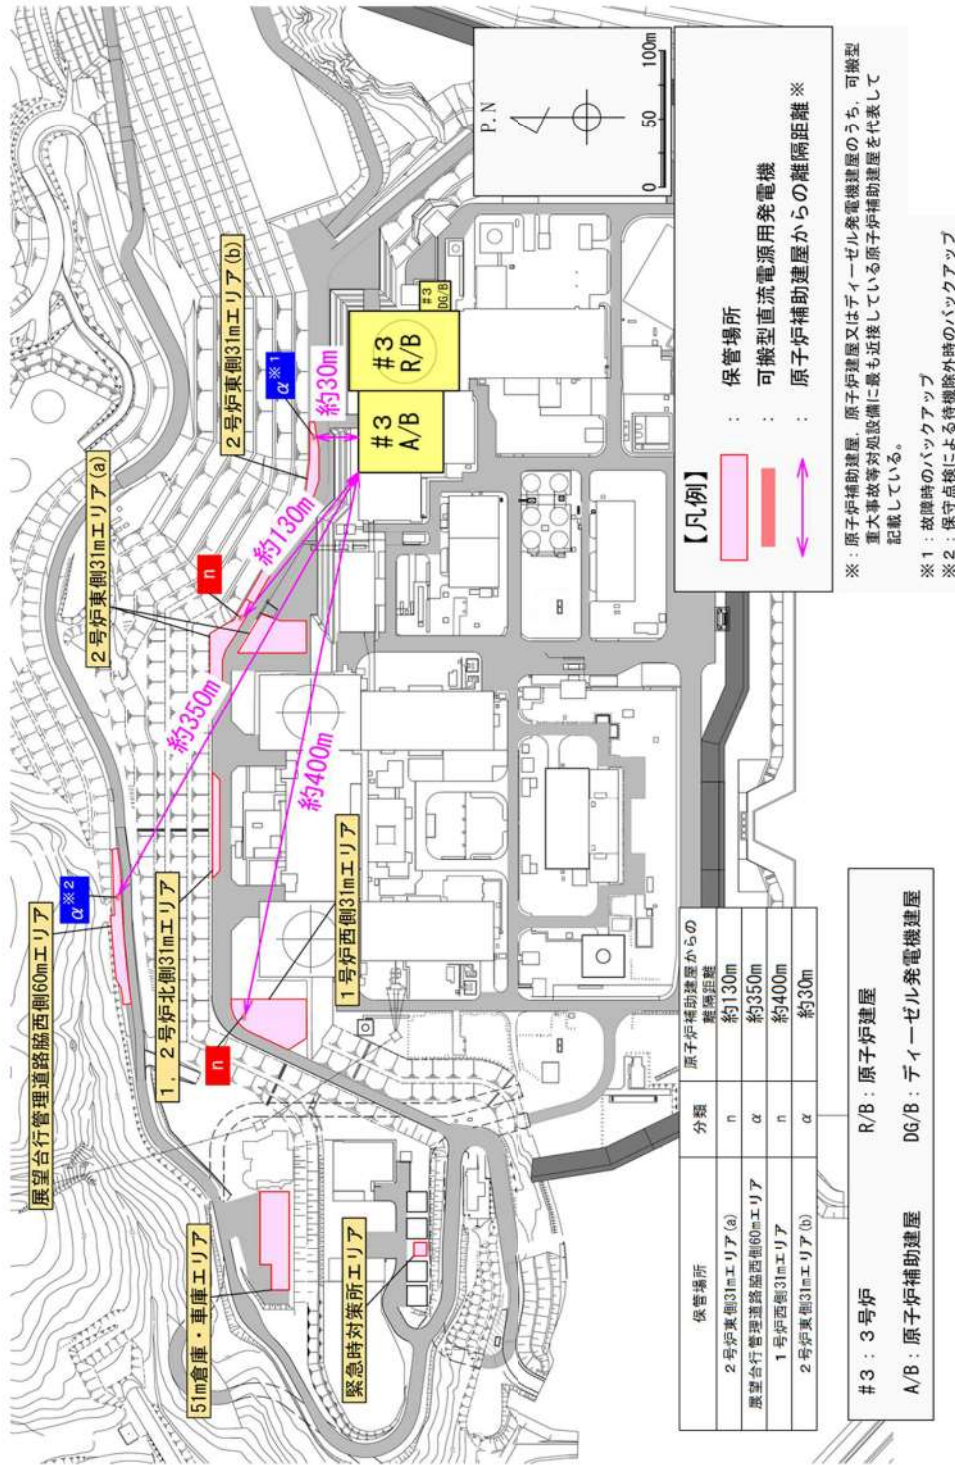 展望台行管理道路脇西側60mエリア
α※2
51m倉庫・車庫エリア
緊急時対策所エリア
1，2号炉北側31mエリア
1号炉西側31mエリア
n
2号炉東側31mエリア(a)
n
2号炉東側31mエリア(b)
α※1
約350m
約400m
約130m
約30m
#3
A/B
#3
R/B
#3
DG/B
P.N
0 50 100m
【凡例】
： 保管場所
： 可搬型直流電源用発電機
： 原子炉補助建屋からの離隔距離※
※：原子炉補助建屋，原子炉建屋又はディーゼル発電機建屋のうち，可搬型
重大事故等対処設備に最も近接している原子炉補助建屋を代表して
記載している。
※1：故障時のバックアップ
※2：保守点検による待機除外時のバックアップ
保管場所 分類 原子炉補助建屋からの
離隔距離
2号炉東側31mエリア(a) n 約130m
展望台行管理道路脇西側60mエリア α 約350m
1号炉西側31mエリア n 約400m
2号炉東側31mエリア(b) α 約30m
#3：3号炉 R/B：原子炉建屋
A/B：原子炉補助建屋 DG/B：ディーゼル発電機建屋